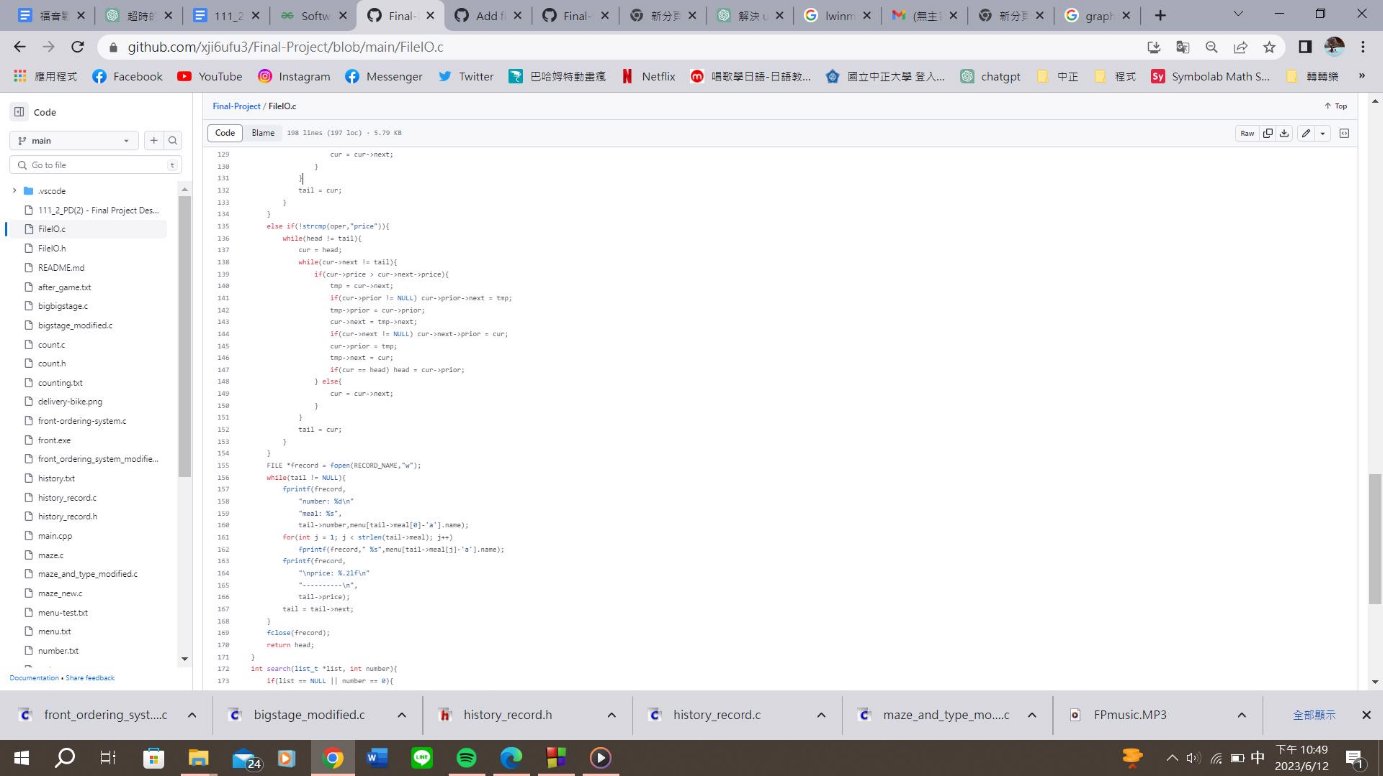 福音數
超時的
111_2
Softw
Final-
Add fi
Final-
新分頁
解決 u
lwinm
(無主
新分頁
graph
github.com/xji6ufu3/Final-Project/blob/main/FileIO.c
應用程式
Facebook
YouTube
Instagram
Messenger
Twitter
巴哈姆特動畫瘋
Netflix
唱歌學日語-日語教...
國立中正大學 登入...
chatgpt
中正
程式
Symbolab Math S...
»
Code
main
Go to file
t
.vscode
111_2_PD(2) - Final Project Des...
FileIO.c
FileIO.h
README.md
after_game.txt
bigbigstage.c
bigstage_modified.c
count.c
count.h
counting.txt
delivery-bike.png
front-ordering-system.c
front.exe
front_ordering_system_modifie...
history.txt
history_record.c
history_record.h
main.cpp
maze.c
maze_and_type_modified.c
maze_new.c
menu-test.txt
menu.txt
number.txt
Documentation • Share feedback
Final-Project / FileIO.c
Top
Code
Blame
198 lines (197 loc) · 5.79 KB
Raw
129 cur = cur->next;
130 }
131 }
132 tail = cur;
133 }
134 }
135 else if(!strcmp(oper,"price")){
136 while(head != tail){
137 cur = head;
138 while(cur->next != tail){
139 if(cur->price > cur->next->price){
140 tmp = cur->next;
141 if(cur->prior != NULL) cur->prior->next = tmp;
142 tmp->prior = cur->prior;
143 cur->next = tmp->next;
144 if(cur->next != NULL) cur->next->prior = cur;
145 cur->prior = tmp;
146 tmp->next = cur;
147 if(cur == head) head = cur->prior;
148 } else{
149 cur = cur->next;
150 }
151 }
152 tail = cur;
153 }
154 }
155 FILE *frecord = fopen(RECORD_NAME,"w");
156 while(tail != NULL){
157 fprintf(frecord,
158 "number: %d\n"
159 "meal: %s",
160 tail->number,menu[tail->meal[0]-'a'].name);
161 for(int j = 1; j < strlen(tail->meal); j++)
162 fprintf(frecord," %s",menu[tail->meal[j]-'a'].name);
163 fprintf(frecord,
164 "\nprice: %.2lf\n"
165 "----------\n",
166 tail->price);
167 tail = tail->next;
168 }
169 fclose(frecord);
170 return head;
171 }
172 int search(list_t *list, int number){
173 if(list == NULL || number == 0){
front_ordering_syst....c
bigstage_modified.c
history_record.h
history_record.c
maze_and_type_mo....c
FPmusic.MP3
全部顯示
24
中
下午 10:49
2023/6/12
1